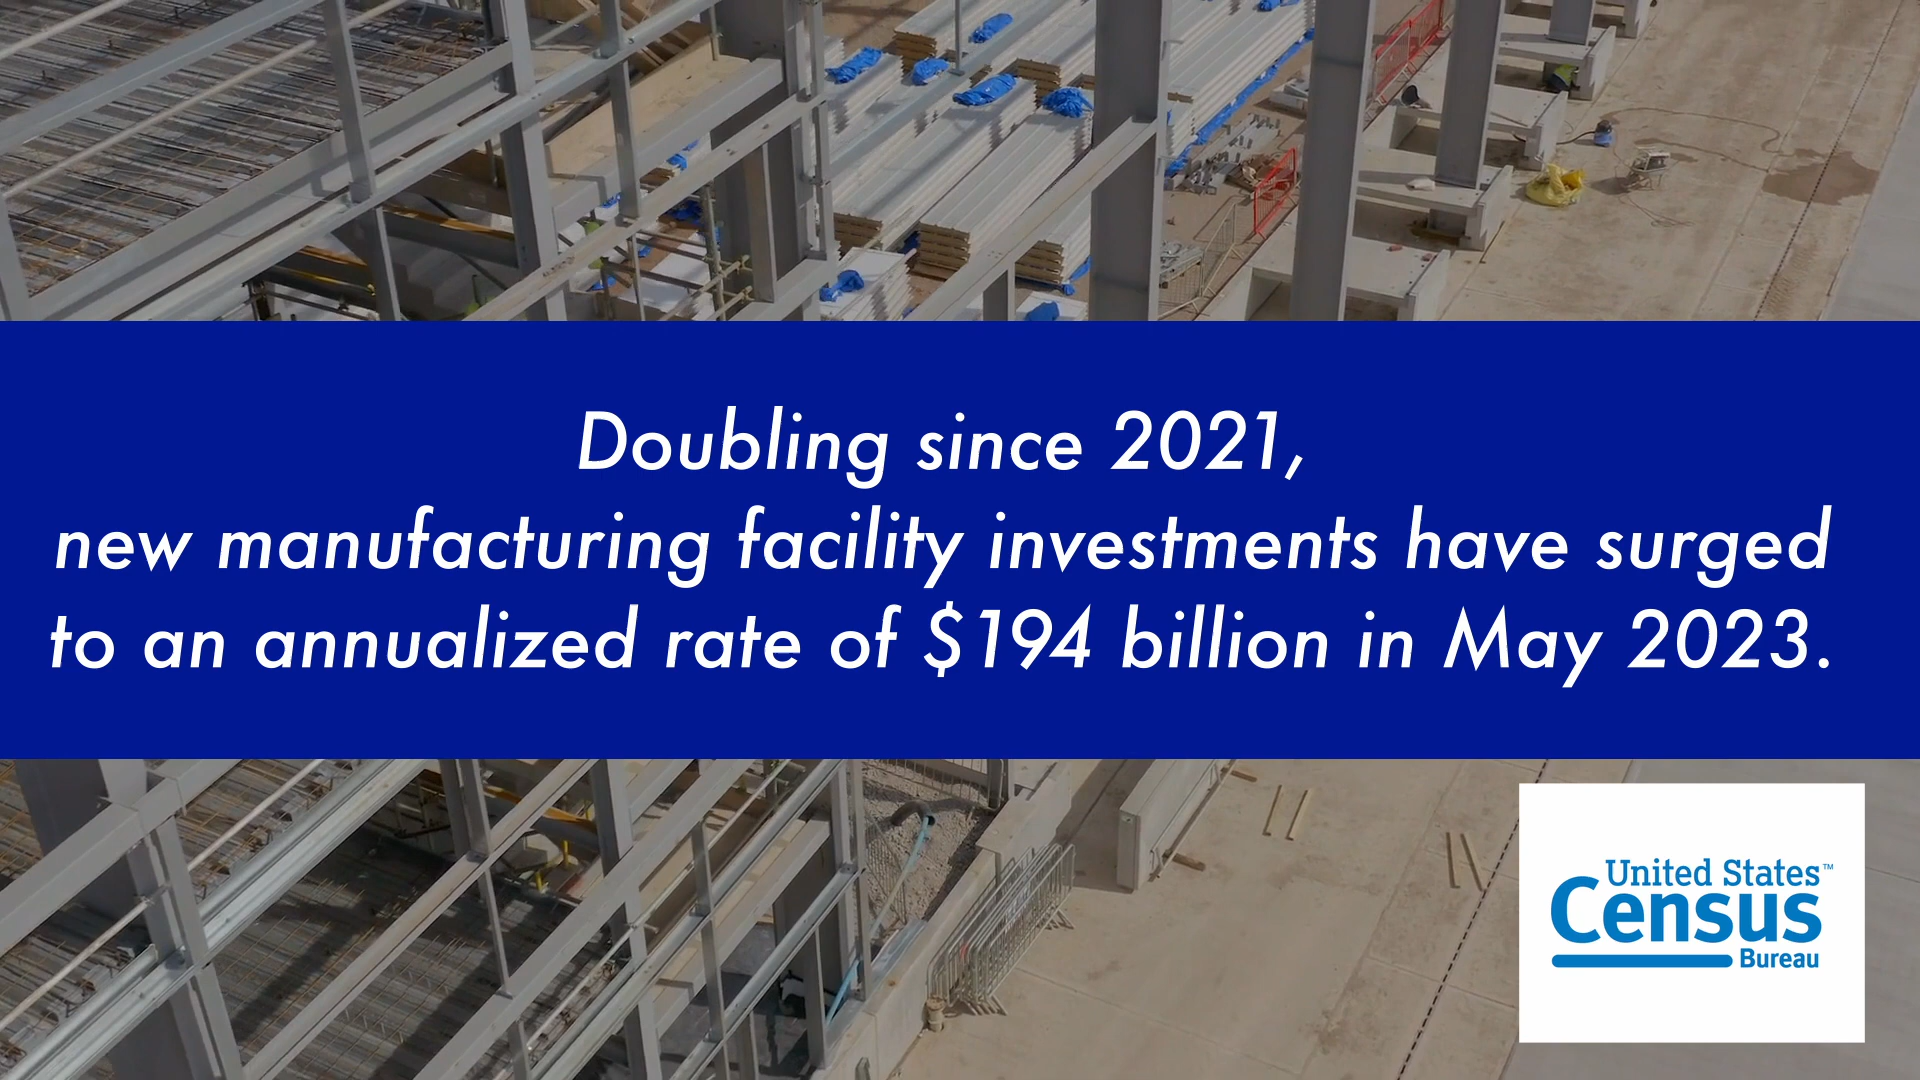 Doubling since 2021,
new manufacturing facility investments have surged
to an annualized rate of $194 billion in May 2023.
United States™
Census
Bureau